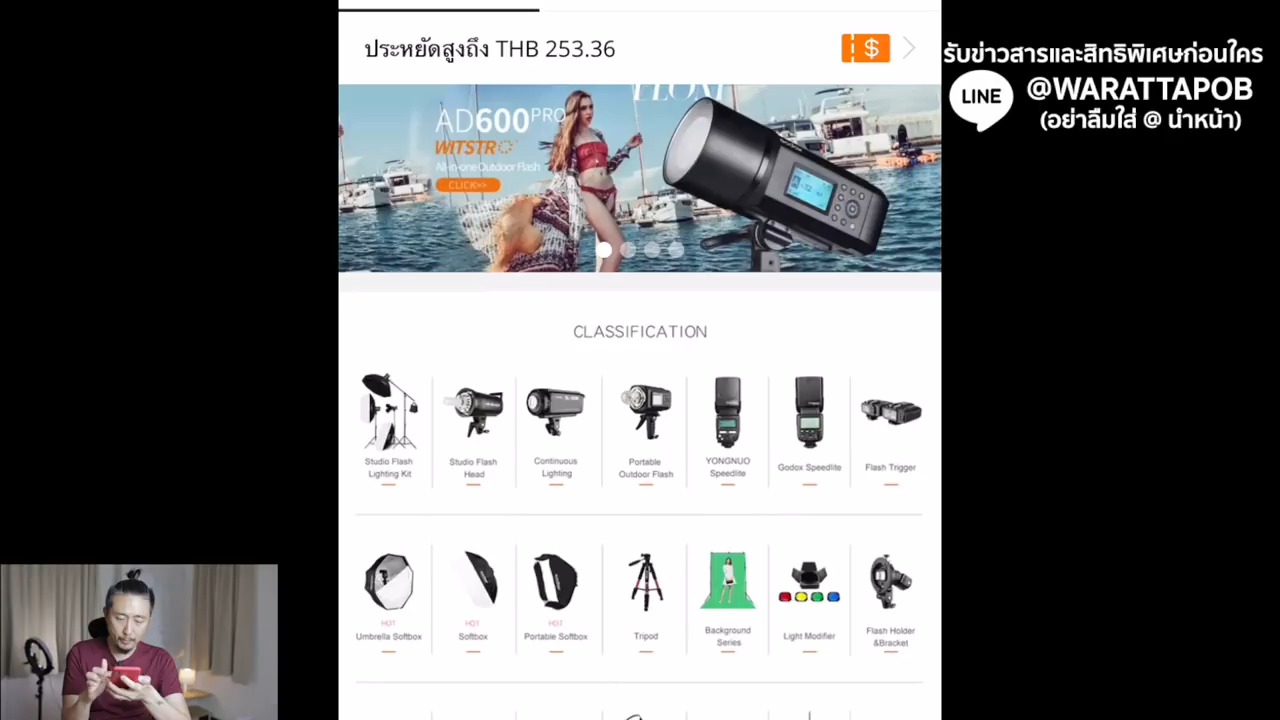 ประหยัดสูงถึง THB 253.36
$
รับข่าวสารและสิทธิพิเศษก่อนใคร
LINE
@WARATTAPOB
(อย่าลืมใส่ @ นำหน้า)
AD600PRO
WITSTRO
All-in-one Outdoor Flash
CLICK>>
CLASSIFICATION
Studio Flash
Lighting Kit
Studio Flash
Head
Continuous
Lighting
Portable
Outdoor Flash
YONGNUO
Speedlite
Godox Speedlite
Flash Trigger
HOT
Umbrella Softbox
HOT
Softbox
HOT
Portable Softbox
Tripod
Background
Series
Light Modifier
Flash Holder
&Bracket